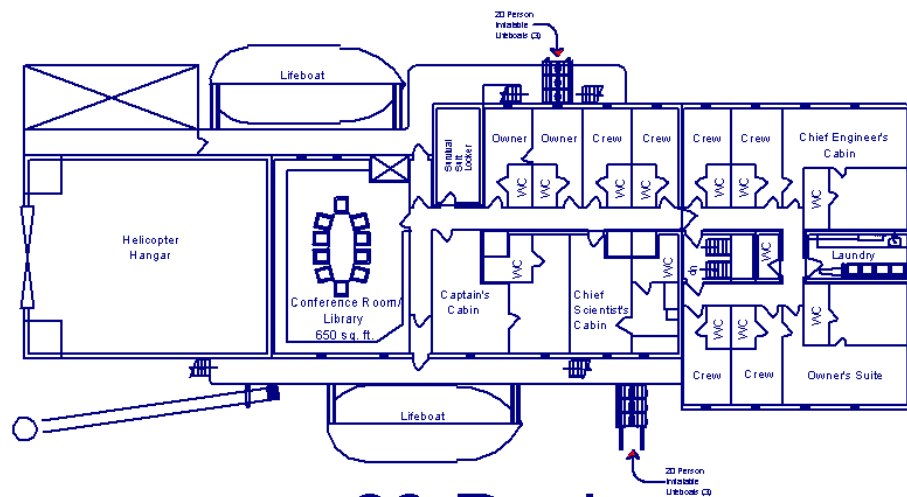 20 Person
Inflatable
Lifeboats (3)
Lifeboat
Owner
Owner
Crew
Crew
Crew
Crew
Chief Engineer's
Cabin
Survival
Suit
Locker
WC
WC
WC
WC
WC
WC
WC
Helicopter
Hangar
WC
WC
WC
Laundry
dn
Captain's
Cabin
Chief
Scientist's
Cabin
Conference Room/
Library
650 sq. ft.
WC
WC
WC
Crew
Crew
Owner's Suite
Lifeboat
20 Person
Inflatable
Lifeboats (3)